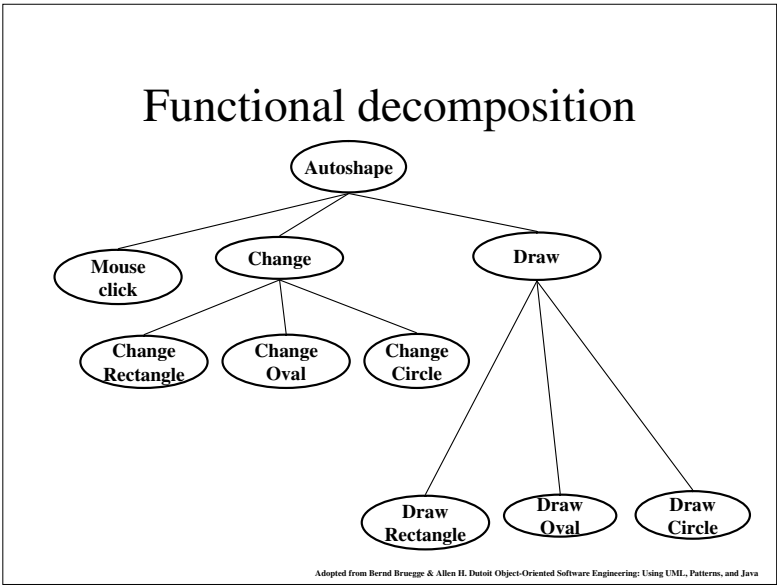 Functional decomposition
Autoshape
Mouse
click
Change
Draw
Change
Rectangle
Change
Oval
Change
Circle
Draw
Rectangle
Draw
Oval
Draw
Circle
Adopted from Bernd Bruegge & Allen H. Dutoit Object-Oriented Software Engineering: Using UML, Patterns, and Java